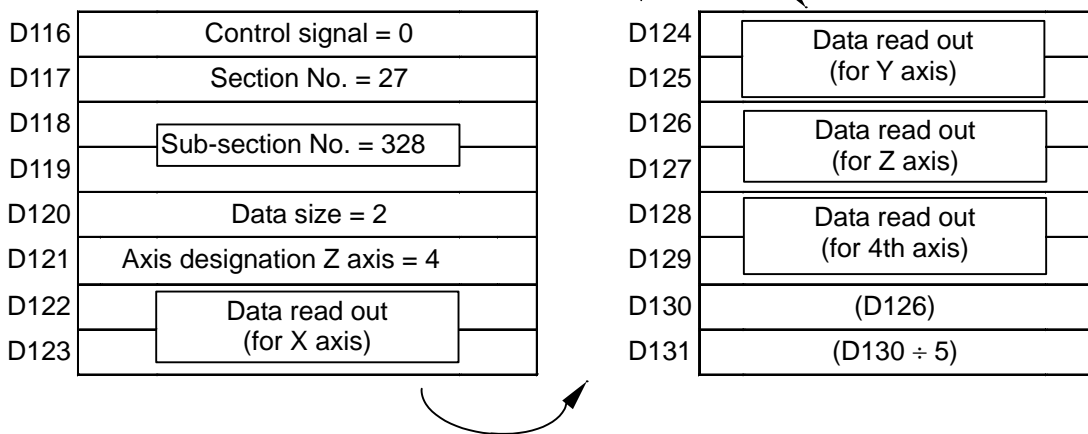 D116 Control signal = 0
D117 Section No. = 27
D118
Sub-section No. = 328
D119
D120 Data size = 2
D121 Axis designation Z axis = 4
D122 Data read out
D123 (for X axis)
D124 Data read out
D125 (for Y axis)
D126 Data read out
D127 (for Z axis)
D128 Data read out
D129 (for 4th axis)
D130 (D126)
D131 (D130 ÷ 5)